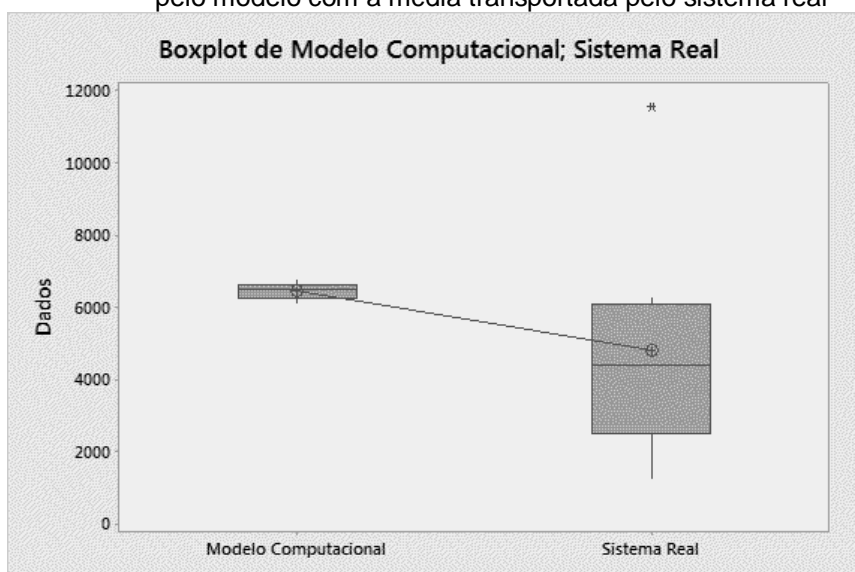 pelo modelo com a média transportada pelo sistema real
Boxplot de Modelo Computacional; Sistema Real
12000
10000
8000
6000
4000
2000
0
Dados
Modelo Computacional
Sistema Real